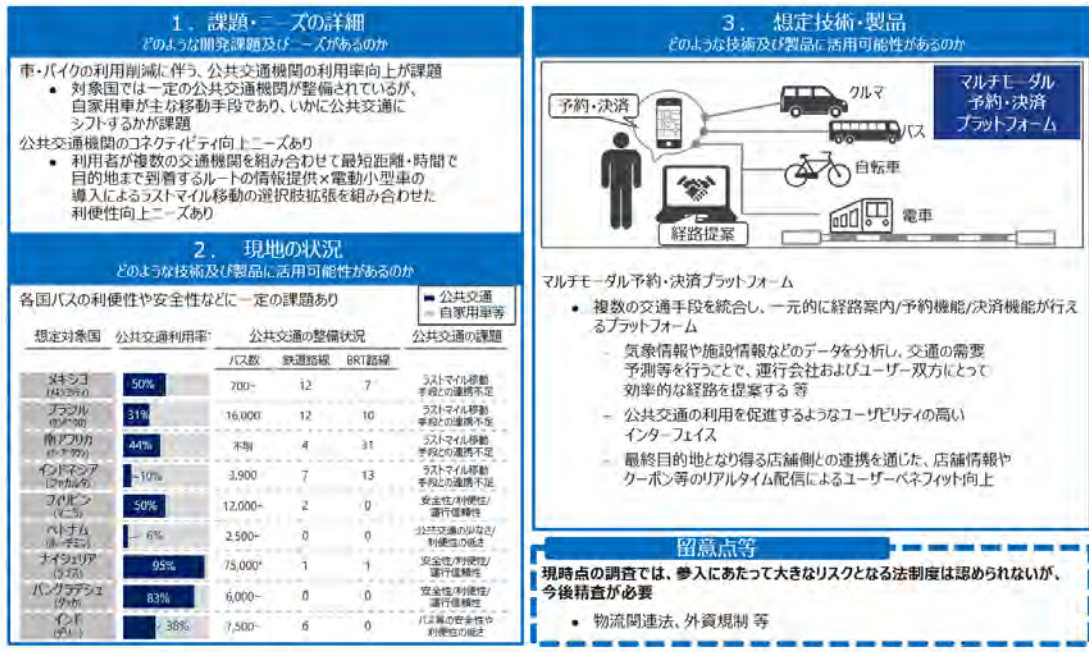 1. 課題・ニーズの詳細
どのような開発課題及びニーズがあるのか
車・バイクの利用削減に伴う、公共交通機関の利用率向上が課題
• 対象国では一定の公共交通機関が整備されているが、
自家用車が主な移動手段であり、いかに公共交通に
シフトするかが課題
公共交通機関のコネクティビティ向上ニーズあり
• 利用者が複数の交通機関を組み合わせて最短距離・時間で
目的地まで到着するルートの情報提供×電動小型車の
導入によるラストマイル移動の選択肢拡張を組み合わせた
利便性向上ニーズあり
2. 現地の状況
どのような技術及び製品に活用可能性があるのか
各国バスの利便性や安全性などに一定の課題あり
公共交通
自家用車等
想定対象国 公共交通利用率 公共交通の整備状況 公共交通の課題
バス数 鉄道路線 BRT路線
メキシコ 50% 700~ 12 7 ラストマイル移動
手段との連携不足
ブラジル 31% 16,000 12 10 ラストマイル移動
手段との連携不足
南アフリカ 44% 不明 4 31 ラストマイル移動
手段との連携不足
インドネシア
(ジャカルタ) ~10% 3,900 7 13 ラストマイル移動
手段との連携不足
フィリピン
(マニラ) 50% 12,000~ 2 0 安全性/利便性/
運行信頼性
ベトナム
(ホーチミン) 6% 2,500~ 0 0 公共交通の少なさ/
利便性の低さ
ナイジェリア
(ラゴス) 95% 75,000~ 1 1 安全性/利便性/
運行信頼性
バングラデシュ
(ダッカ) 83% 6,000~ 0 0 安全性/利便性/
運行信頼性
インド
(デリー) 38% 7,500~ 6 0 バス等の安全性や
利便性の低さ
3. 想定技術・製品
どのような技術及び製品に活用可能性があるのか
マルチモーダル
予約・決済
プラットフォーム
予約・決済
クルマ
バス
自転車
電車
経路提案
マルチモーダル予約・決済プラットフォーム
• 複数の交通手段を統合し、一元的に経路案内/予約機能/決済機能が行え
るプラットフォーム
– 気象情報や施設情報などのデータを分析し、交通の需要
予測等を行うことで、運行会社およびユーザー双方にとって
効率的な経路を提案する 等
– 公共交通の利用を促進するようなユーザビリティの高い
インターフェイス
– 最終目的地となり得る店舗側との連携を通じた、店舗情報や
クーポン等のリアルタイム配信によるユーザーベネフィット向上
留意点等
現時点の調査では、参入にあたって大きなリスクとなる法制度は認められないが、
今後精査が必要
• 物流関連法、外資規制 等